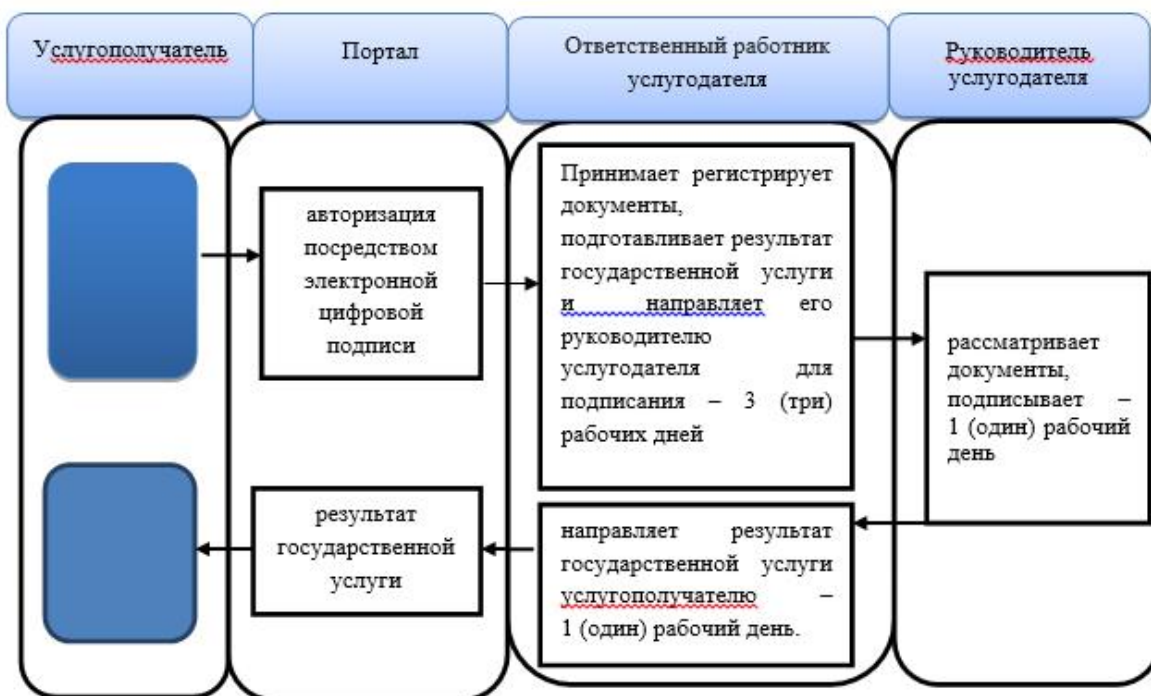 Услугополучатель
Портал
Ответственный работник
услугодателя
Руководитель
услугодателя
авторизация
посредством
электронной
цифровой
подписи
Принимает регистрирует
документы,
подготавливает результат
государственной услуги
и направляет его
руководителю
услугодателя для
подписания – 3 (три)
рабочих дней
рассматривает
документы,
подписывает –
1 (один) рабочий
день
результат
государственной
услуги
направляет результат
государственной услуги
услугополучателю –
1 (один) рабочий день.